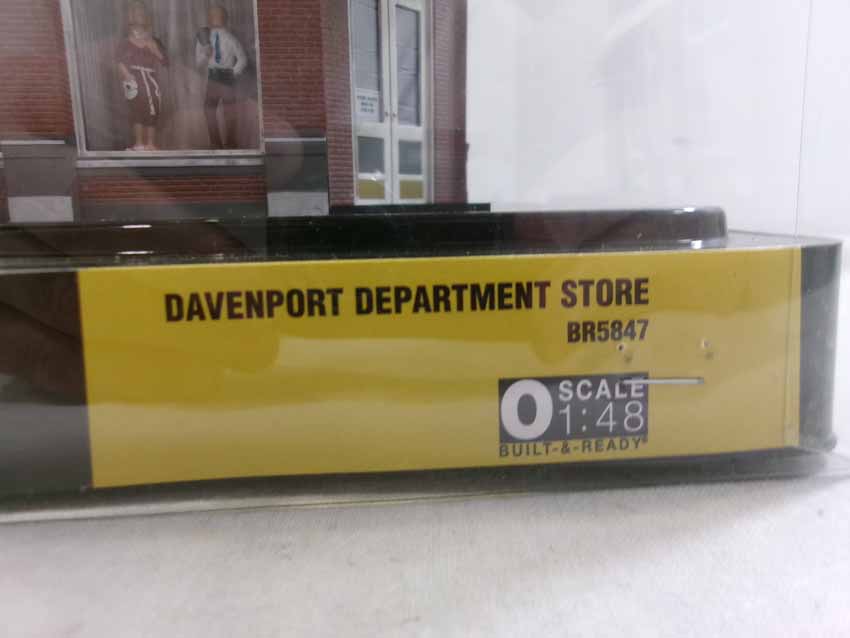 DAVENPORT DEPARTMENT STORE
BR5847
O SCALE
1:48
BUILT-&-READY®